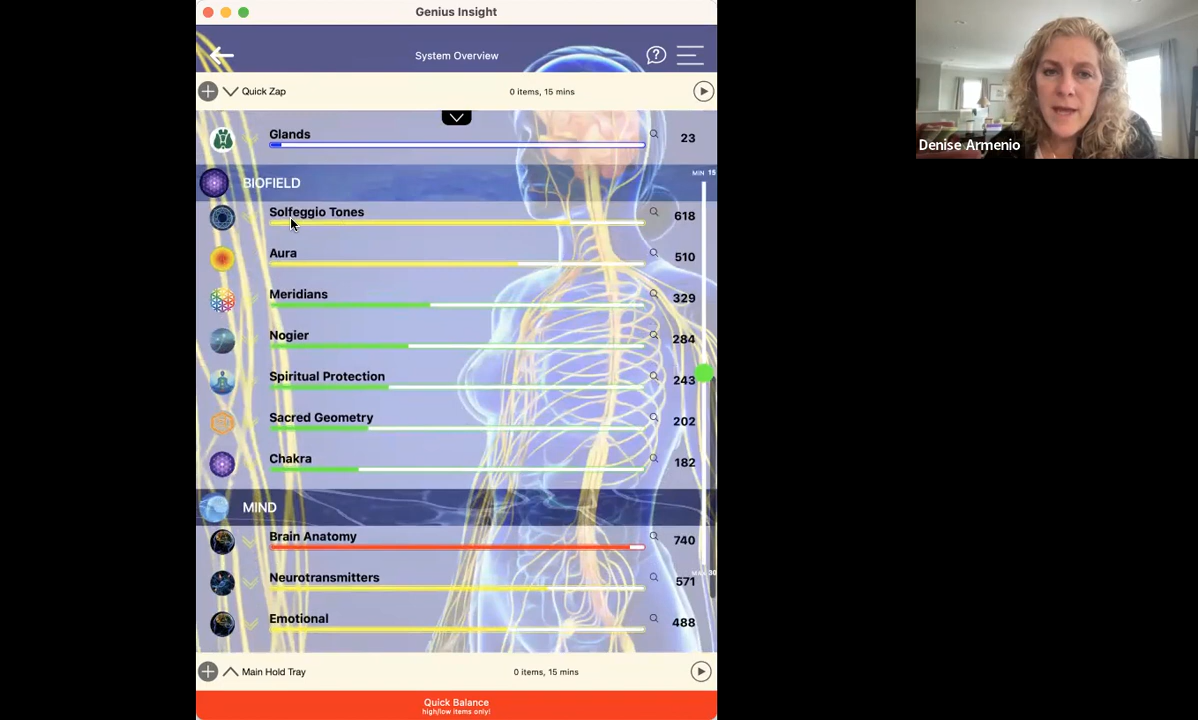 Genius Insight
System Overview
Quick Zap
0 items, 15 mins
Glands
23
MIN 15
BIOFIELD
Solfeggio Tones
618
Aura
510
Meridians
329
Nogier
284
Spiritual Protection
243
Sacred Geometry
202
Chakra
182
MIND
Brain Anatomy
740
Neurotransmitters
571
Emotional
488
Main Hold Tray
0 items, 15 mins
Quick Balance
high/low items only!
Denise Armenio